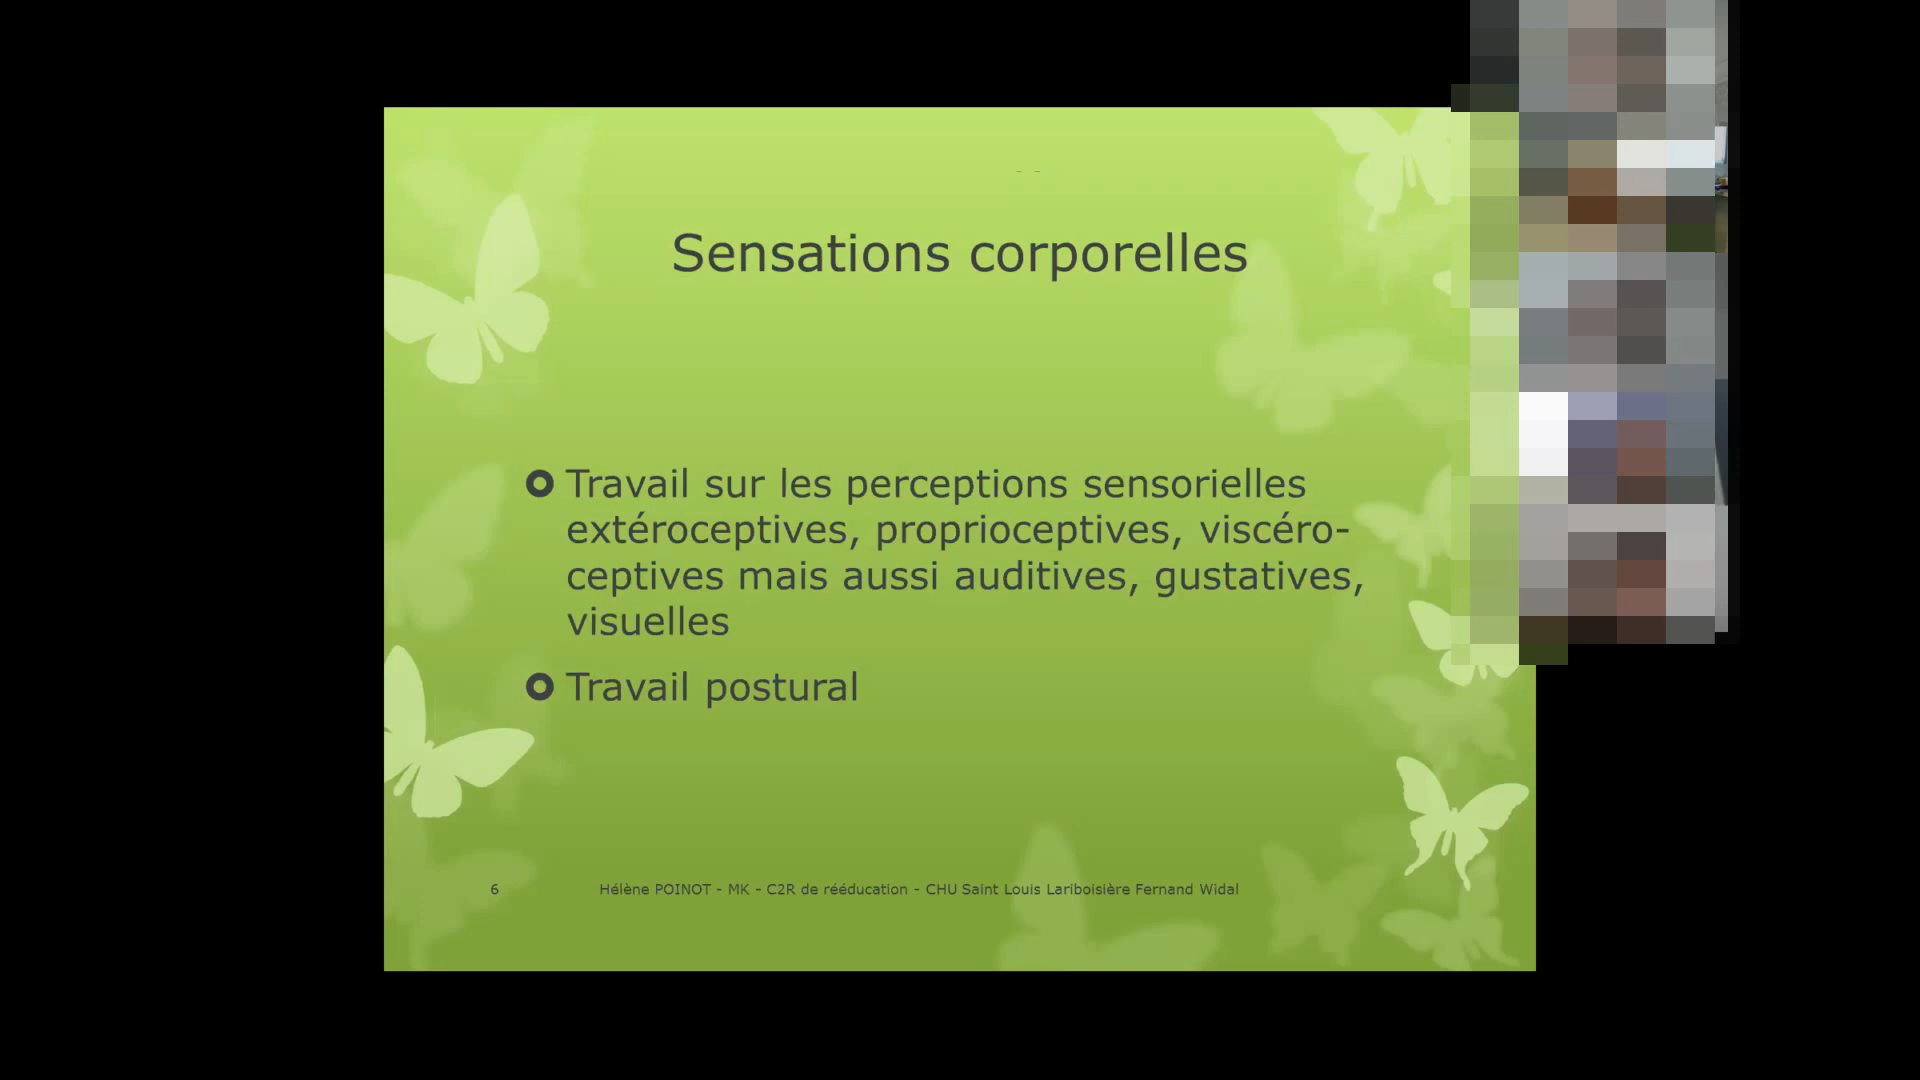 Sensations corporelles
Travail sur les perceptions sensorielles
extéroceptives, proprioceptives, viscéro-
ceptives mais aussi auditives, gustatives,
visuelles
Travail postural
6 Hélène POINOT - MK - C2R de rééducation - CHU Saint Louis Lariboisière Fernand Widal